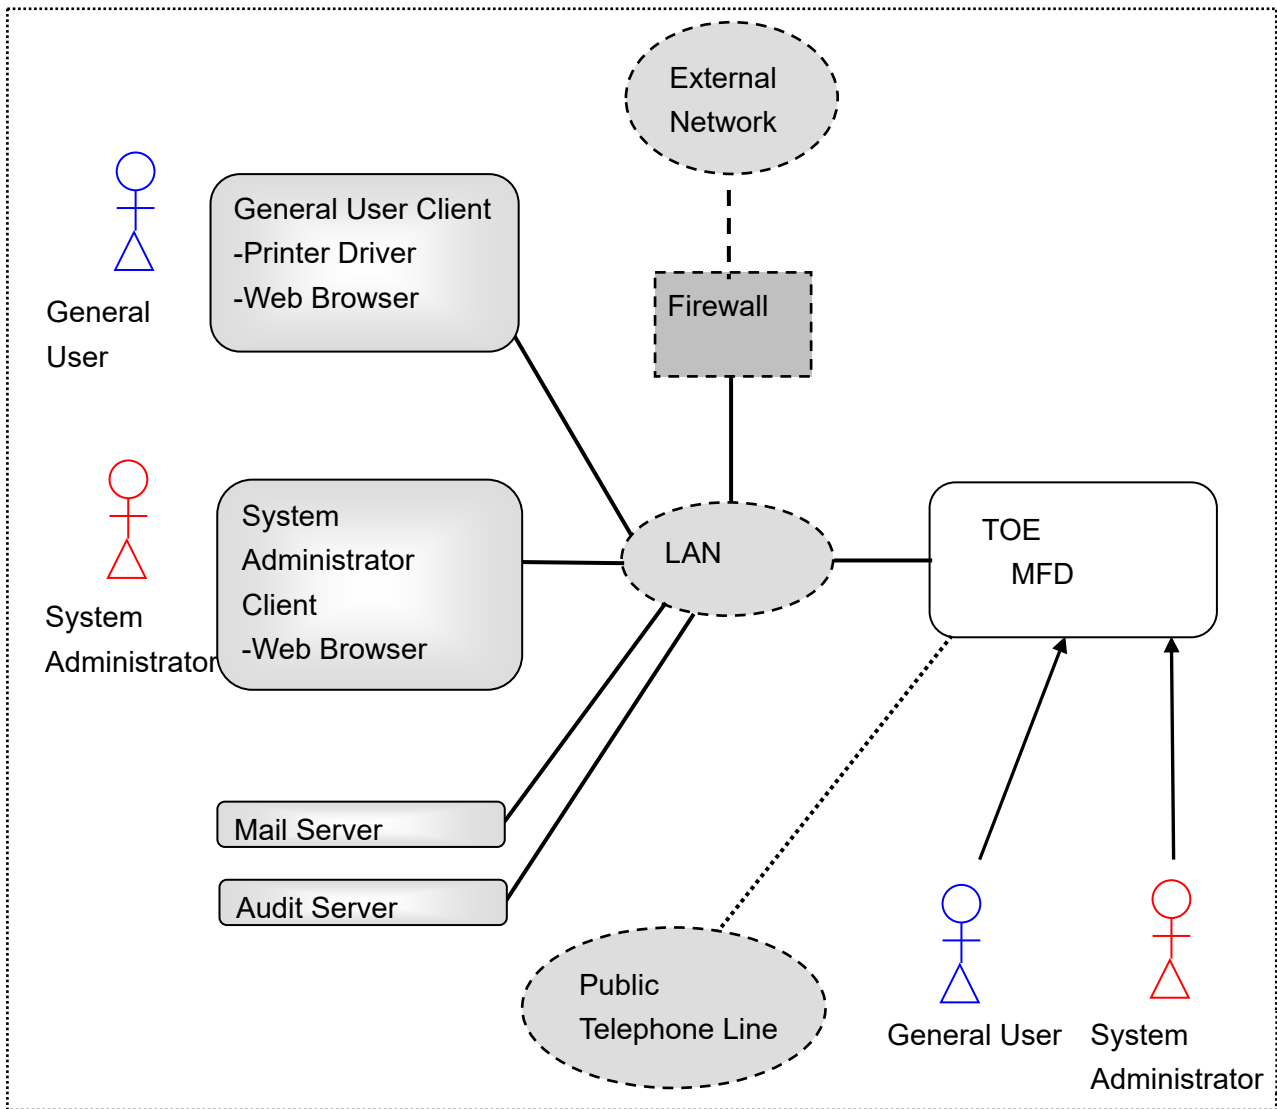 External
Network
General User Client
-Printer Driver
-Web Browser
General
User
Firewall
System
Administrator
Client
-Web Browser
System
Administrator
LAN
TOE
MFD
Mail Server
Audit Server
Public
Telephone Line
General User
System
Administrator